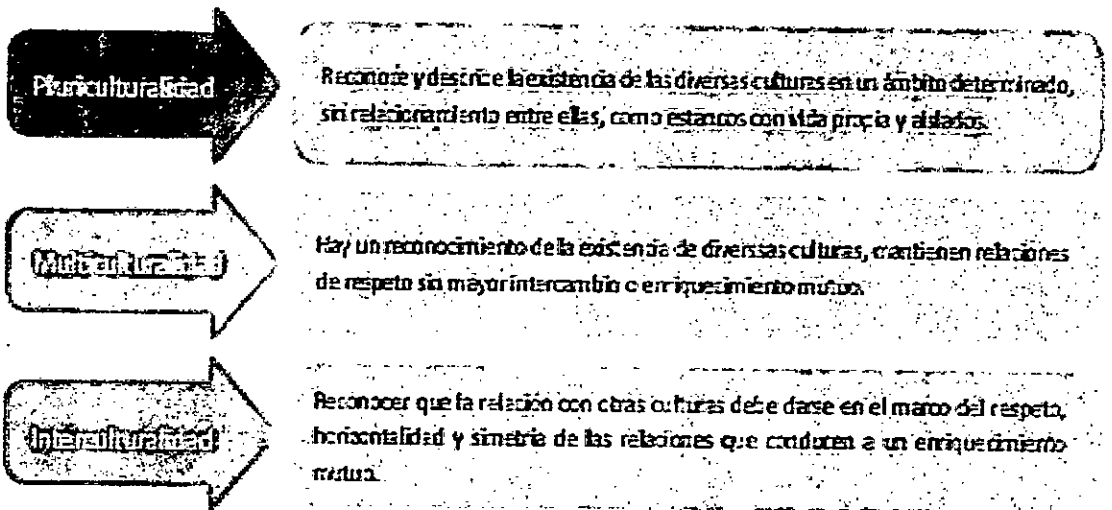 Pluriculturalidad
Reconoce y describe la existencia de las diversas culturas en un ámbito determinado,
sin relacionamiento entre ellas, como estancos con vida propia y aislados.
Multiculturalidad
Hay un reconocimiento de la existencia de diversas culturas, mantienen relaciones
de respeto sin mayor intercambio o enriquecimiento mutuo.
Interculturalidad
Reconocer que la relación con otras culturas debe darse en el marco del respeto,
horizontalidad y simetría de las relaciones que conducen a un enriquecimiento
mutuo.